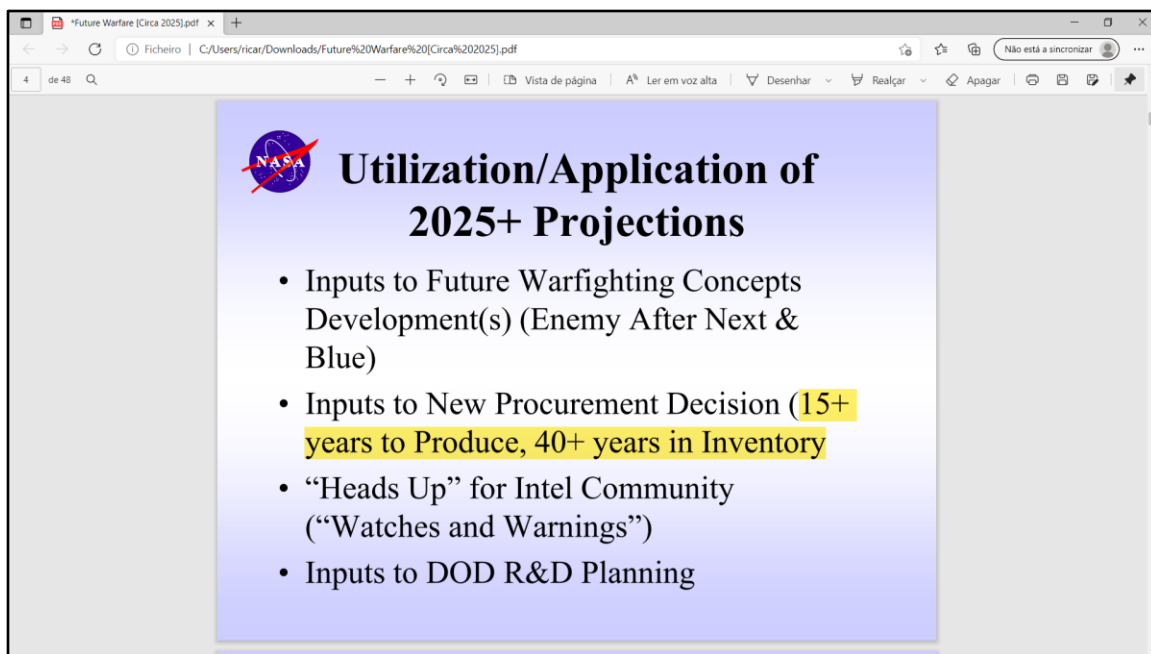 *Future Warfare [Circa 2025].pdf
Ficheiro | C:/Users/ricar/Downloads/Future%20Warfare%20[Circa%202025].pdf
Não está a sincronizar
4 de 48
Vista de página
Ler em voz alta
Desenhar
Realçar
Apagar
NASA
Utilization/Application of
2025+ Projections
• Inputs to Future Warfighting Concepts
Development(s) (Enemy After Next &
Blue)
• Inputs to New Procurement Decision (15+
years to Produce, 40+ years in Inventory
• “Heads Up” for Intel Community
(“Watches and Warnings”)
• Inputs to DOD R&D Planning